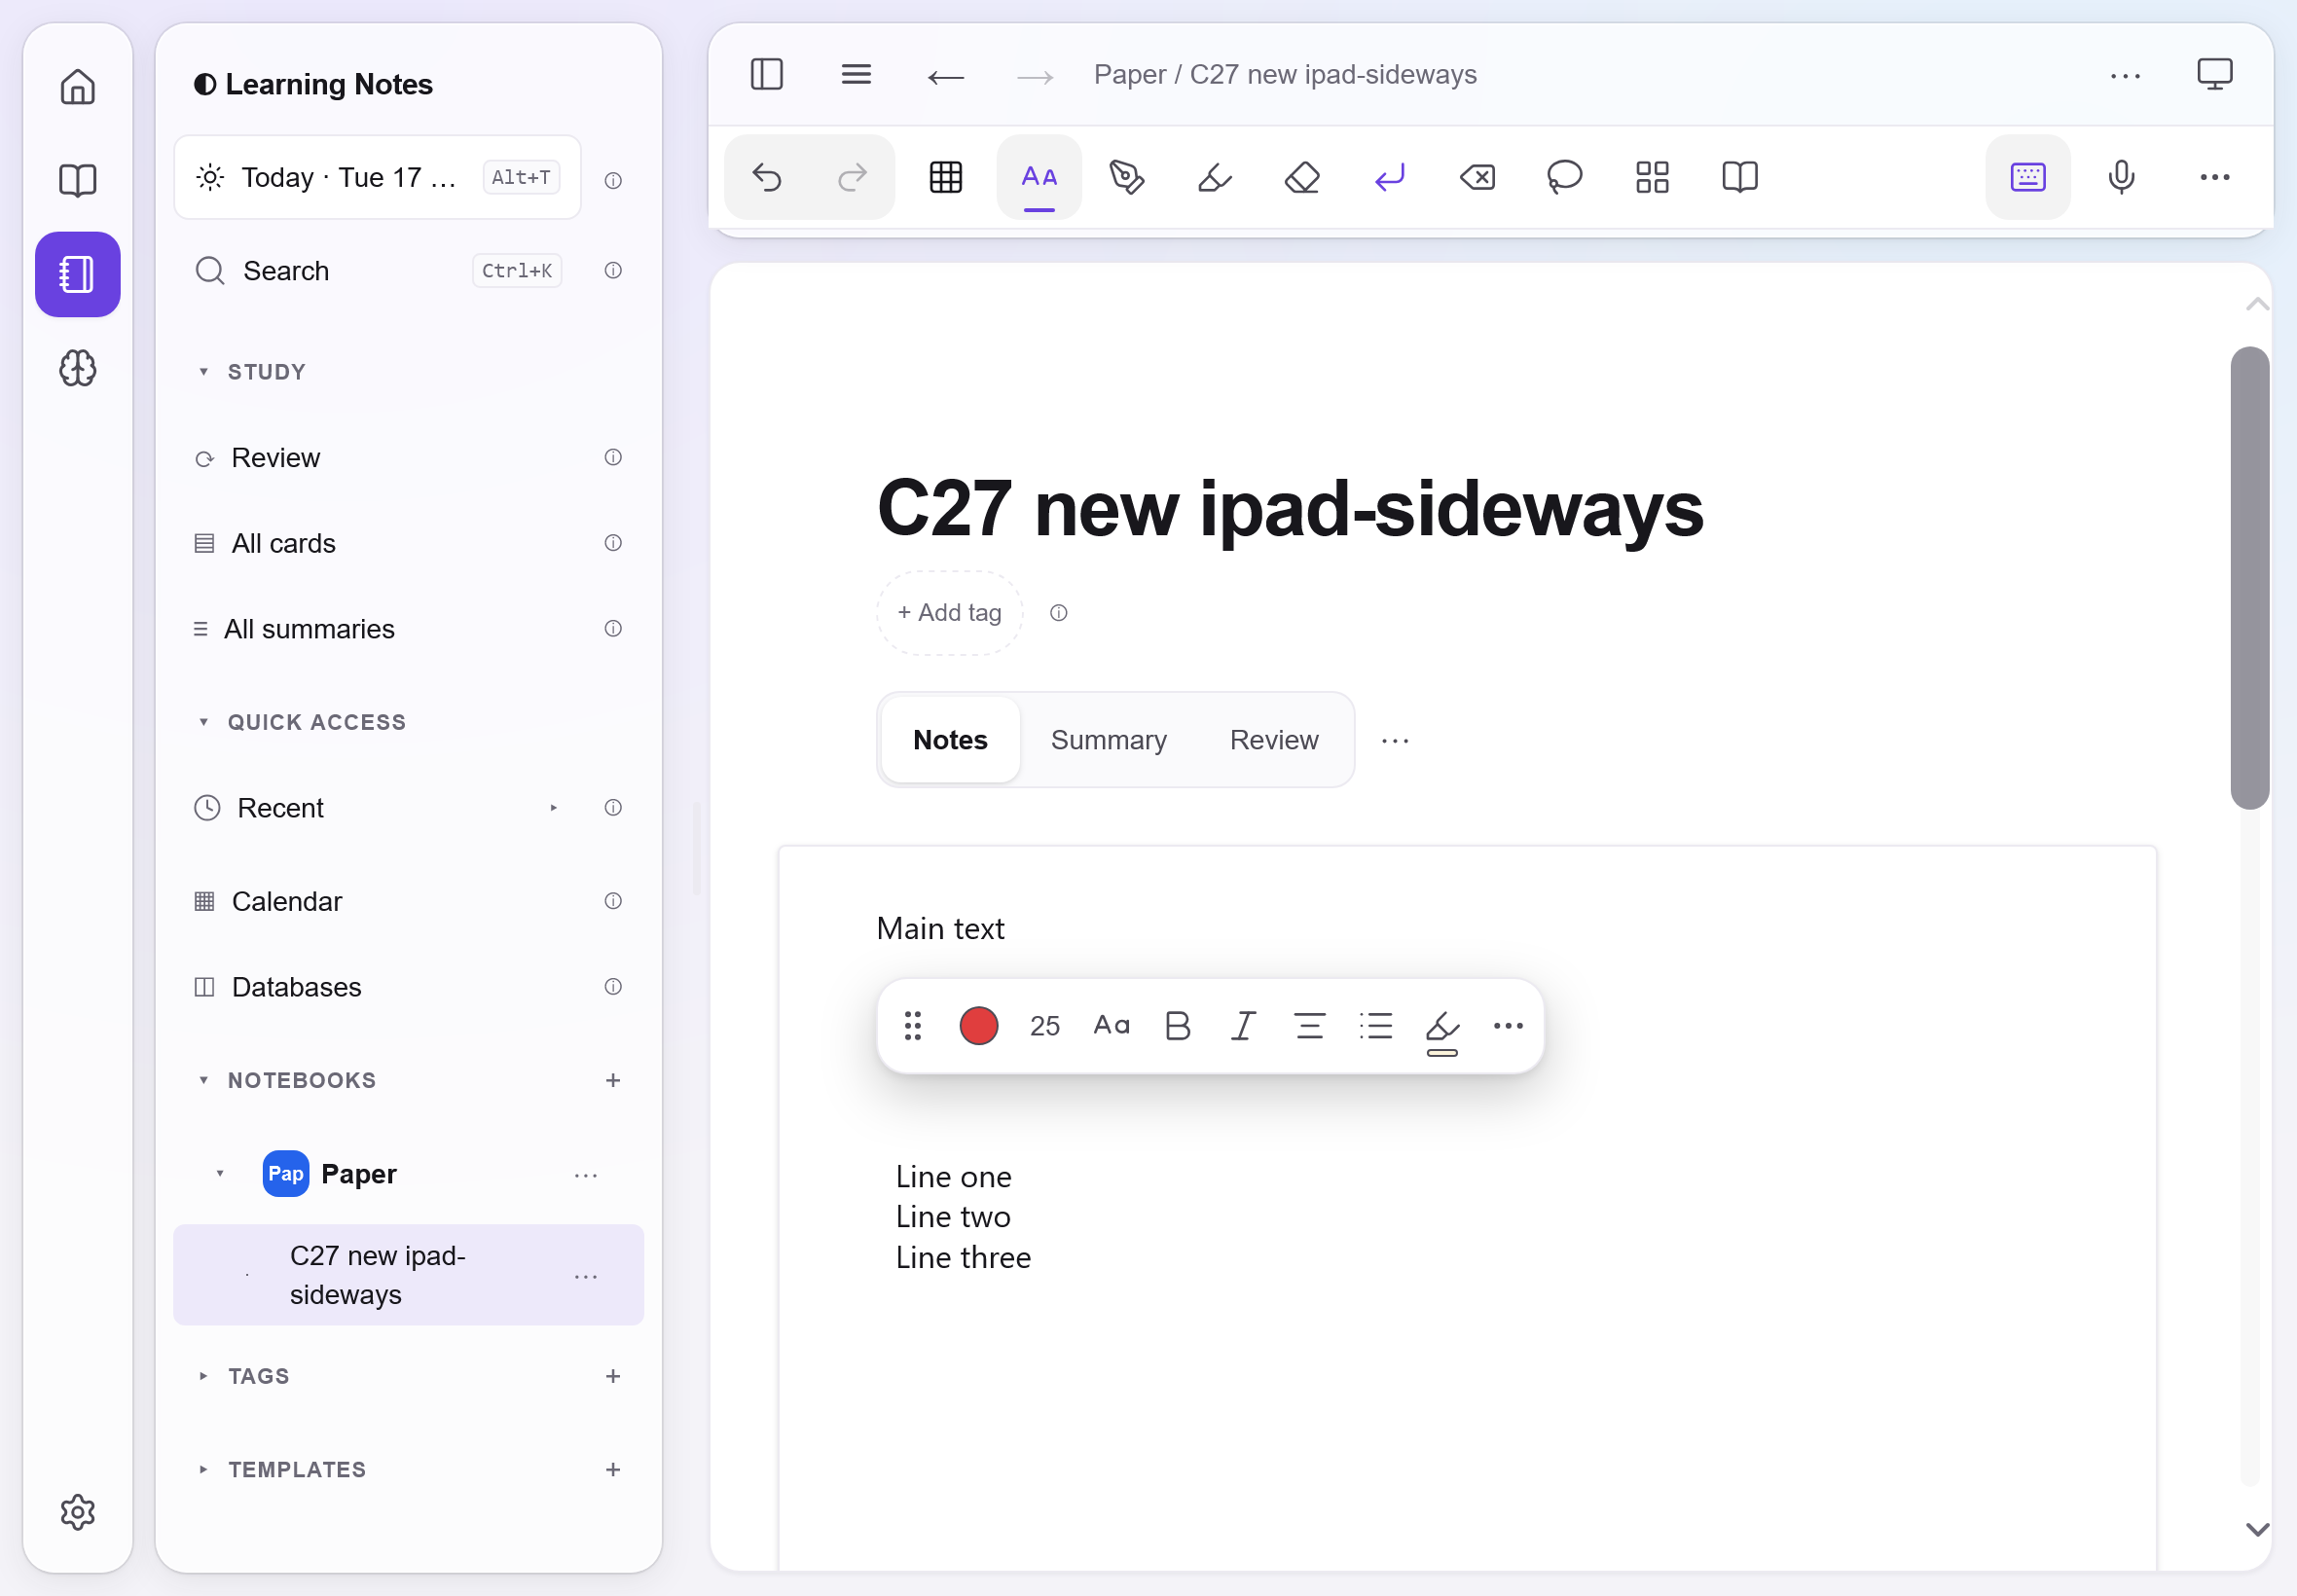 Learning Notes
Today · Tue 17 ... Alt+T
Search Ctrl+K
STUDY
Review
All cards
All summaries
QUICK ACCESS
Recent
Calendar
Databases
NOTEBOOKS +
Pap Paper ...
C27 new ipad-
sideways ...
TAGS +
TEMPLATES +
Paper / C27 new ipad-sideways
C27 new ipad-sideways
+ Add tag
Notes Summary Review ...
Main text
25 Aa B I
Line one
Line two
Line three